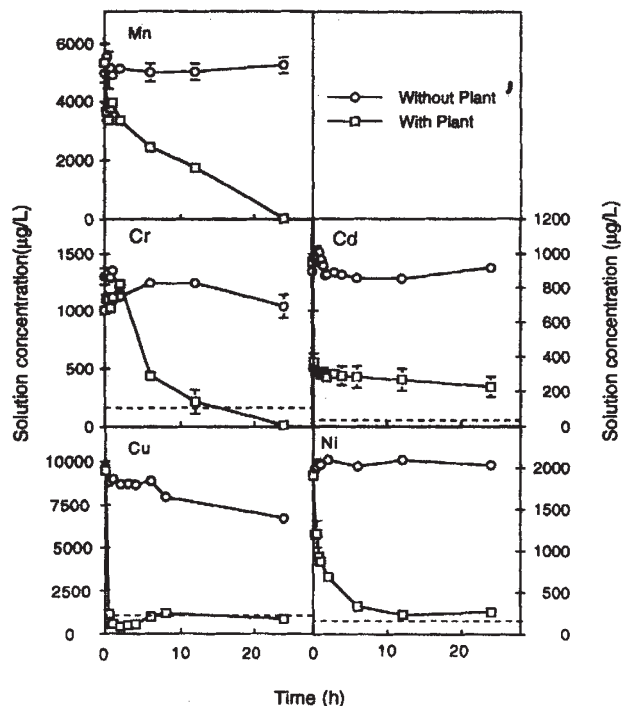 Mn
6000
4000
2000
0
Without Plant
With Plant
Cr
1500
1000
500
0
Cd
1200
1000
800
600
400
200
0
Cu
10000
7500
5000
2500
0
Ni
2000
1500
1000
500
0
0 10 20
0 10 20
Solution concentration(µg/L)
Solution concentration (µg/L)
Time (h)